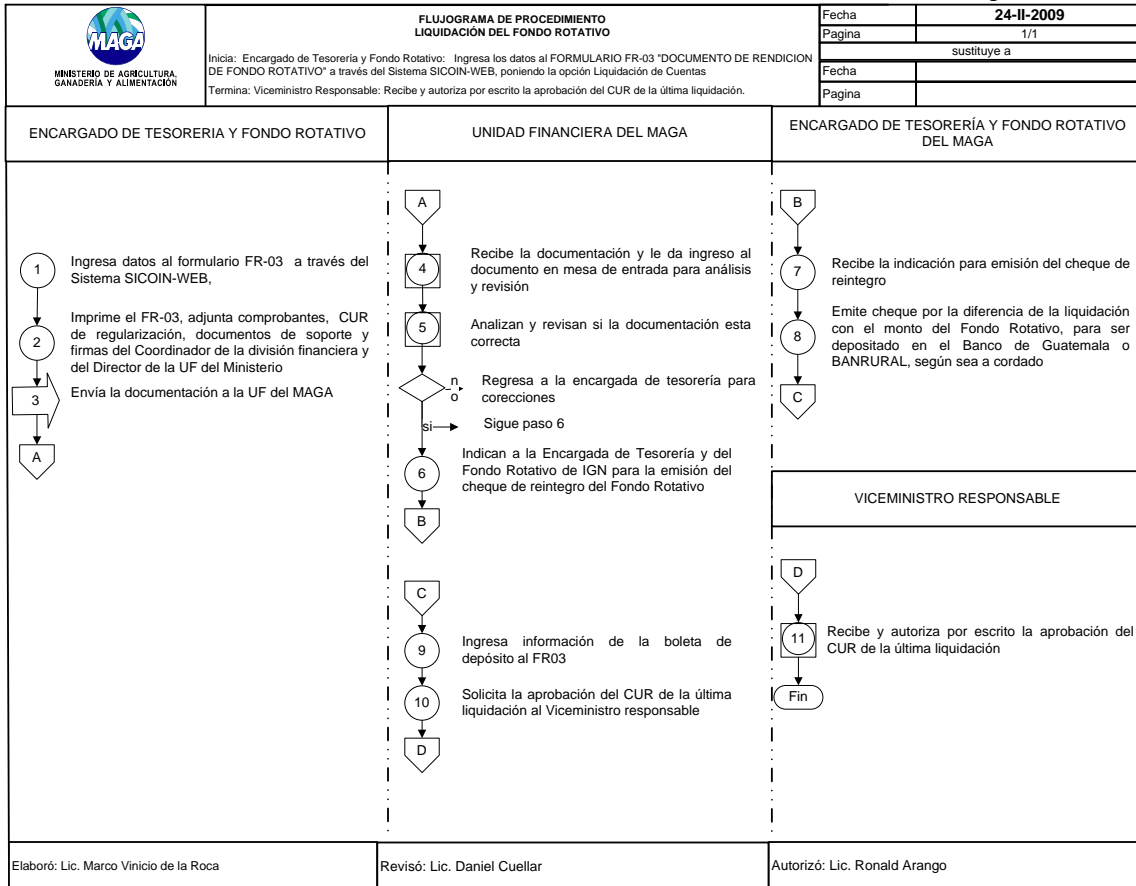 MAGA
MINISTERIO DE AGRICULTURA,
GANADERÍA Y ALIMENTACIÓN
FLUJOGRAMA DE PROCEDIMIENTO
LIQUIDACIÓN DEL FONDO ROTATIVO
Inicia: Encargado de Tesorería y Fondo Rotativo: Ingresa los datos al FORMULARIO FR-03 "DOCUMENTO DE RENDICION
DE FONDO ROTATIVO" a través del Sistema SICOIN-WEB, poniendo la opción Liquidación de Cuentas
Termina: Viceministro Responsable: Recibe y autoriza por escrito la aprobación del CUR de la última liquidación.
Fecha 24-II-2009
Pagina 1/1
sustituye a
Fecha
Pagina
ENCARGADO DE TESORERIA Y FONDO ROTATIVO
1
Ingresa datos al formulario FR-03 a través del
Sistema SICOIN-WEB,
2
Imprime el FR-03, adjunta comprobantes, CUR
de regularización, documentos de soporte y
firmas del Coordinador de la división financiera y
del Director de la UF del Ministerio
3
Envía la documentación a la UF del MAGA
A
UNIDAD FINANCIERA DEL MAGA
A
4
Recibe la documentación y le da ingreso al
documento en mesa de entrada para análisis
y revisión
5
Analizan y revisan si la documentación esta
correcta
n
o
Regresa a la encargada de tesorería para
corecciones
si
Sigue paso 6
6
Indican a la Encargada de Tesorería y del
Fondo Rotativo de IGN para la emisión del
cheque de reintegro del Fondo Rotativo
B
C
9
Ingresa información de la boleta de
depósito al FR03
10
Solicita la aprobación del CUR de la última
liquidación al Viceministro responsable
D
ENCARGADO DE TESORERÍA Y FONDO ROTATIVO
DEL MAGA
B
7
Recibe la indicación para emisión del cheque de
reintegro
8
Emite cheque por la diferencia de la liquidación
con el monto del Fondo Rotativo, para ser
depositado en el Banco de Guatemala o
BANRURAL, según sea a cordado
C
VICEMINISTRO RESPONSABLE
D
11
Recibe y autoriza por escrito la aprobación del
CUR de la última liquidación
Fin
Elaboró: Lic. Marco Vinicio de la Roca
Revisó: Lic. Daniel Cuellar
Autorizó: Lic. Ronald Arango